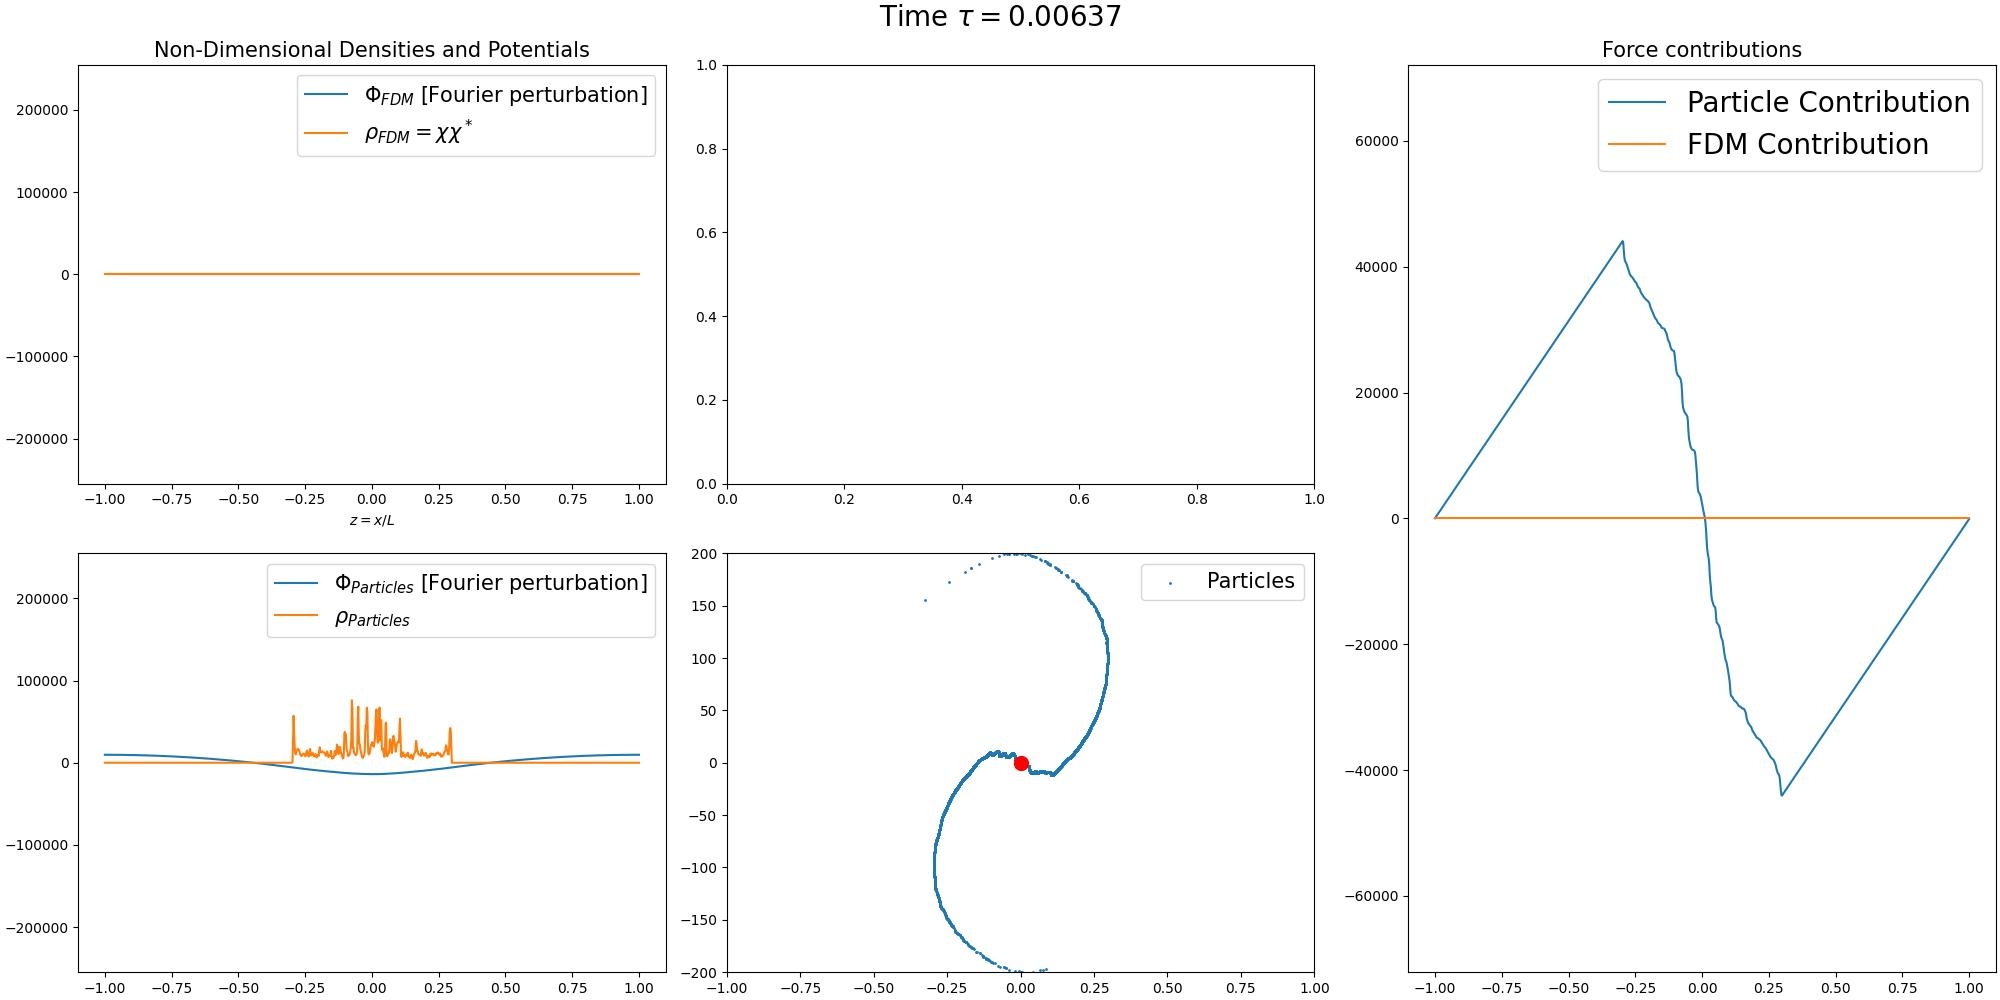 Time τ = 0.00637
Non-Dimensional Densities and Potentials
Φ_FDM [Fourier perturbation]
ρ_FDM = χχ*
200000
100000
0
−100000
−200000
−1.00 −0.75 −0.50 −0.25 0.00 0.25 0.50 0.75 1.00
z = x/L
1.0
0.8
0.6
0.4
0.2
0.0
0.0 0.2 0.4 0.6 0.8 1.0
Force contributions
Particle Contribution
FDM Contribution
60000
40000
20000
0
−20000
−40000
−60000
−1.00 −0.75 −0.50 −0.25 0.00 0.25 0.50 0.75 1.00
Φ_Particles [Fourier perturbation]
ρ_Particles
200000
100000
0
−100000
−200000
−1.00 −0.75 −0.50 −0.25 0.00 0.25 0.50 0.75 1.00
Particles
200
150
100
50
0
−50
−100
−150
−200
−1.00 −0.75 −0.50 −0.25 0.00 0.25 0.50 0.75 1.00